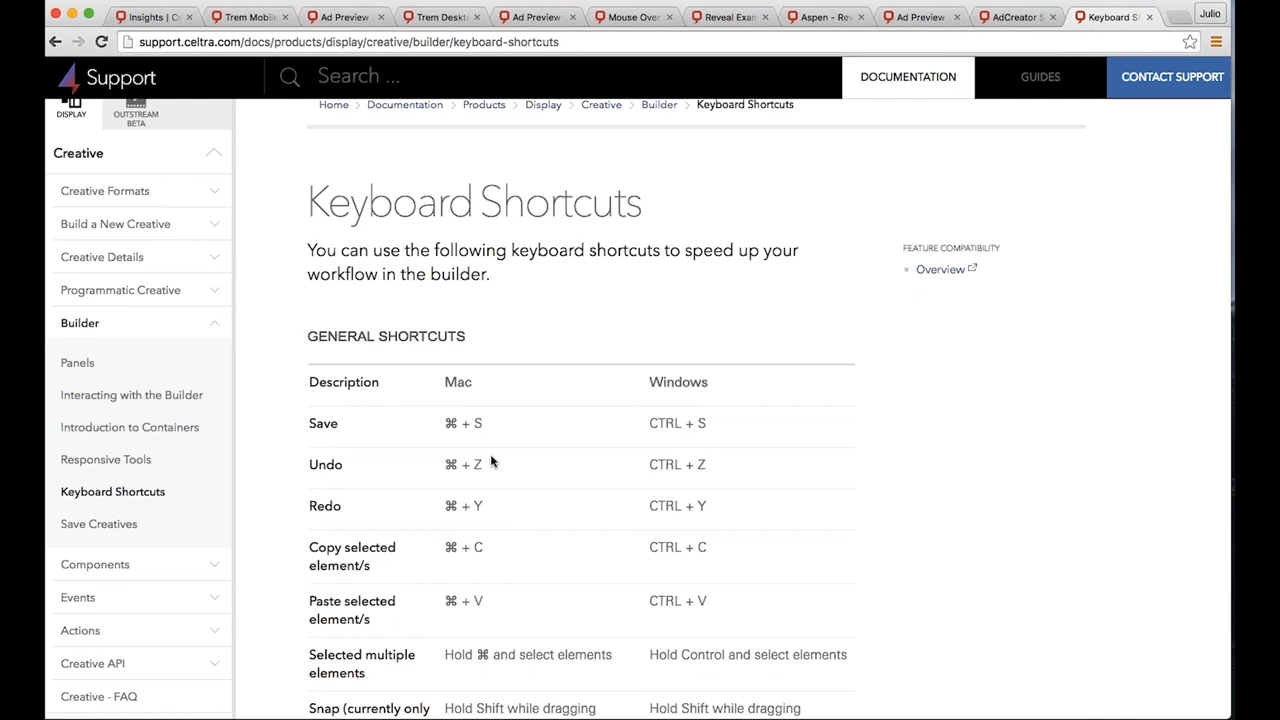 Insights | C
Trem Mobile
Ad Preview
Trem Deskt
Ad Preview
Mouse Over
Reveal Exam
Aspen - Rev
Ad Preview
AdCreator S
Keyboard S
Julio
support.celtra.com/docs/products/display/creative/builder/keyboard-shortcuts
Support
Search ...
DOCUMENTATION
GUIDES
CONTACT SUPPORT
DISPLAY
OUTSTREAM
BETA
Home > Documentation > Products > Display > Creative > Builder > Keyboard Shortcuts
Creative
Creative Formats
Build a New Creative
Creative Details
Programmatic Creative
Builder
Panels
Interacting with the Builder
Introduction to Containers
Responsive Tools
Keyboard Shortcuts
Save Creatives
Components
Events
Actions
Creative API
Creative - FAQ
Keyboard Shortcuts
You can use the following keyboard shortcuts to speed up your
workflow in the builder.
FEATURE COMPATIBILITY
Overview
GENERAL SHORTCUTS
Description Mac Windows
Save ⌘ + S CTRL + S
Undo ⌘ + Z CTRL + Z
Redo ⌘ + Y CTRL + Y
Copy selected
element/s ⌘ + C CTRL + C
Paste selected
element/s ⌘ + V CTRL + V
Selected multiple
elements Hold ⌘ and select elements Hold Control and select elements
Snap (currently only Hold Shift while dragging Hold Shift while dragging